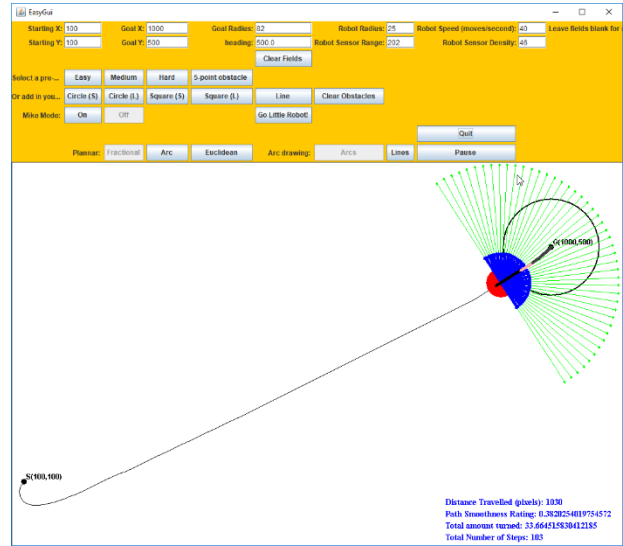 EasyGui
Starting X: 100 Goal X: 1000 Goal Radius: 82 Robot Radius: 25 Robot Speed (moves/second): 40 Leave fields blank for
Starting Y: 100 Goal Y: 500 heading: 500.0 Robot Sensor Range: 202 Robot Sensor Density: 46
Clear Fields
Select a pre-... Easy Medium Hard 5-point obstacle
Or add in you... Circle (S) Circle (L) Square (S) Square (L) Line Clear Obstacles
Miko Mode: On Off Go Little Robot!
Quit
Planner: Fractional Arc Euclidean Arc drawing: Arcs Lines Pause
G(1000,500)
S(100,100)
Distance Travelled (pixels): 1030
Path Smoothness Rating: 0.3820254019754572
Total amount turned: 33.664515830412185
Total Number of Steps: 103